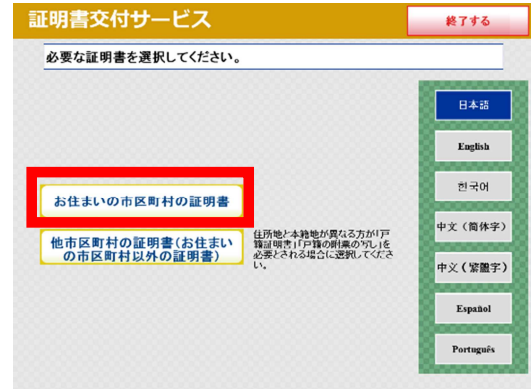 証明書交付サービス
終了する
必要な証明書を選択してください。
日本語
English
한국어
中文（简体字）
中文（繁體字）
Español
Português
お住まいの市区町村の証明書
他市区町村の証明書（お住まい
の市区町村以外の証明書）
住所地と本籍地が異なる方が「戸
籍証明書」「戸籍の附票の写し」を
必要とされる場合に選択してくださ
い。